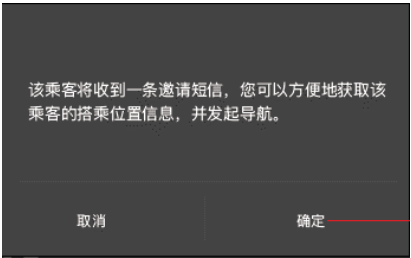 该乘客将收到一条邀请短信，您可以方便地获取该
乘客的搭乘位置信息，并发起导航。
取消
确定